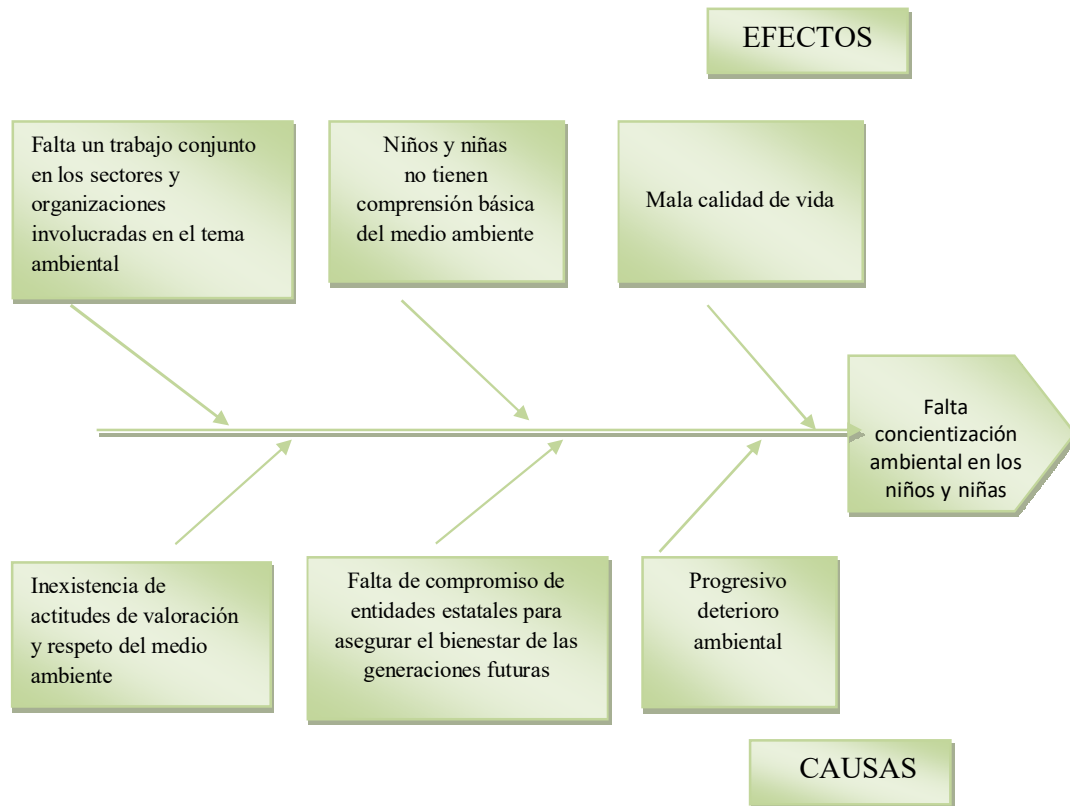 EFECTOS
Falta un trabajo conjunto
en los sectores y
organizaciones
involucradas en el tema
ambiental
Niños y niñas
no tienen
comprensión básica
del medio ambiente
Mala calidad de vida
Falta
concientización
ambiental en los
niños y niñas
Inexistencia de
actitudes de valoración
y respeto del medio
ambiente
Falta de compromiso de
entidades estatales para
asegurar el bienestar de las
generaciones futuras
Progresivo
deterioro
ambiental
CAUSAS